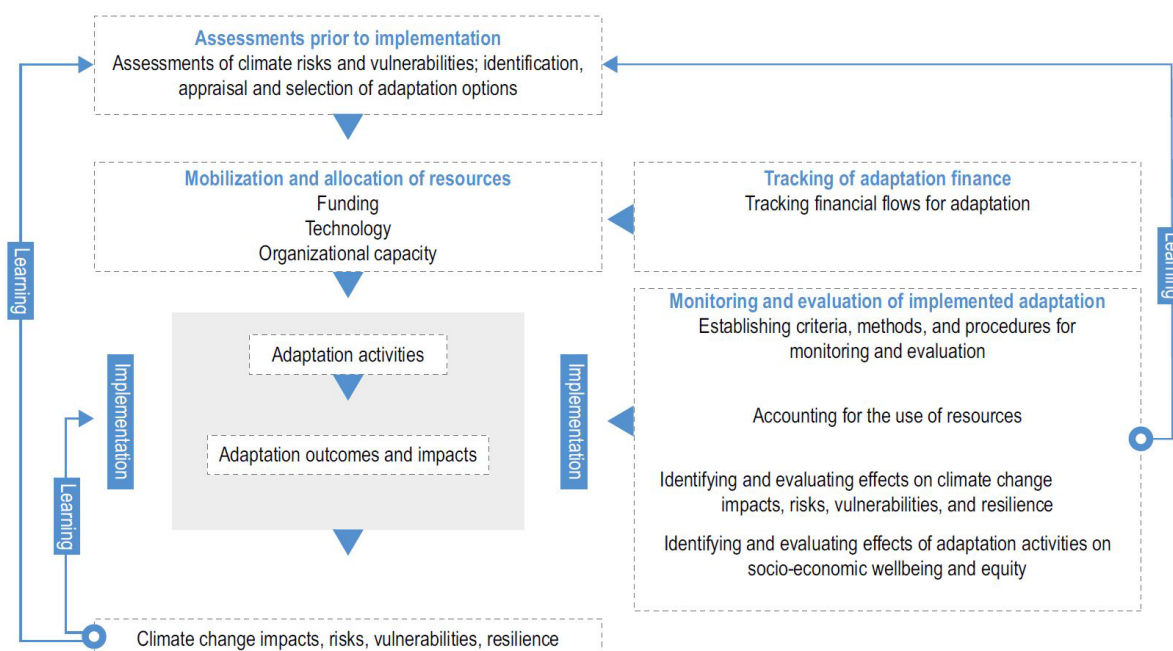 Assessments prior to implementation
Assessments of climate risks and vulnerabilities; identification,
appraisal and selection of adaptation options
Mobilization and allocation of resources
Funding
Technology
Organizational capacity
Tracking of adaptation finance
Tracking financial flows for adaptation
Learning
Learning
Monitoring and evaluation of implemented adaptation
Establishing criteria, methods, and procedures for
monitoring and evaluation
Accounting for the use of resources
Identifying and evaluating effects on climate change
impacts, risks, vulnerabilities, and resilience
Identifying and evaluating effects of adaptation activities on
socio-economic wellbeing and equity
Implementation
Adaptation activities
Adaptation outcomes and impacts
Implementation
Learning
Climate change impacts, risks, vulnerabilities, resilience